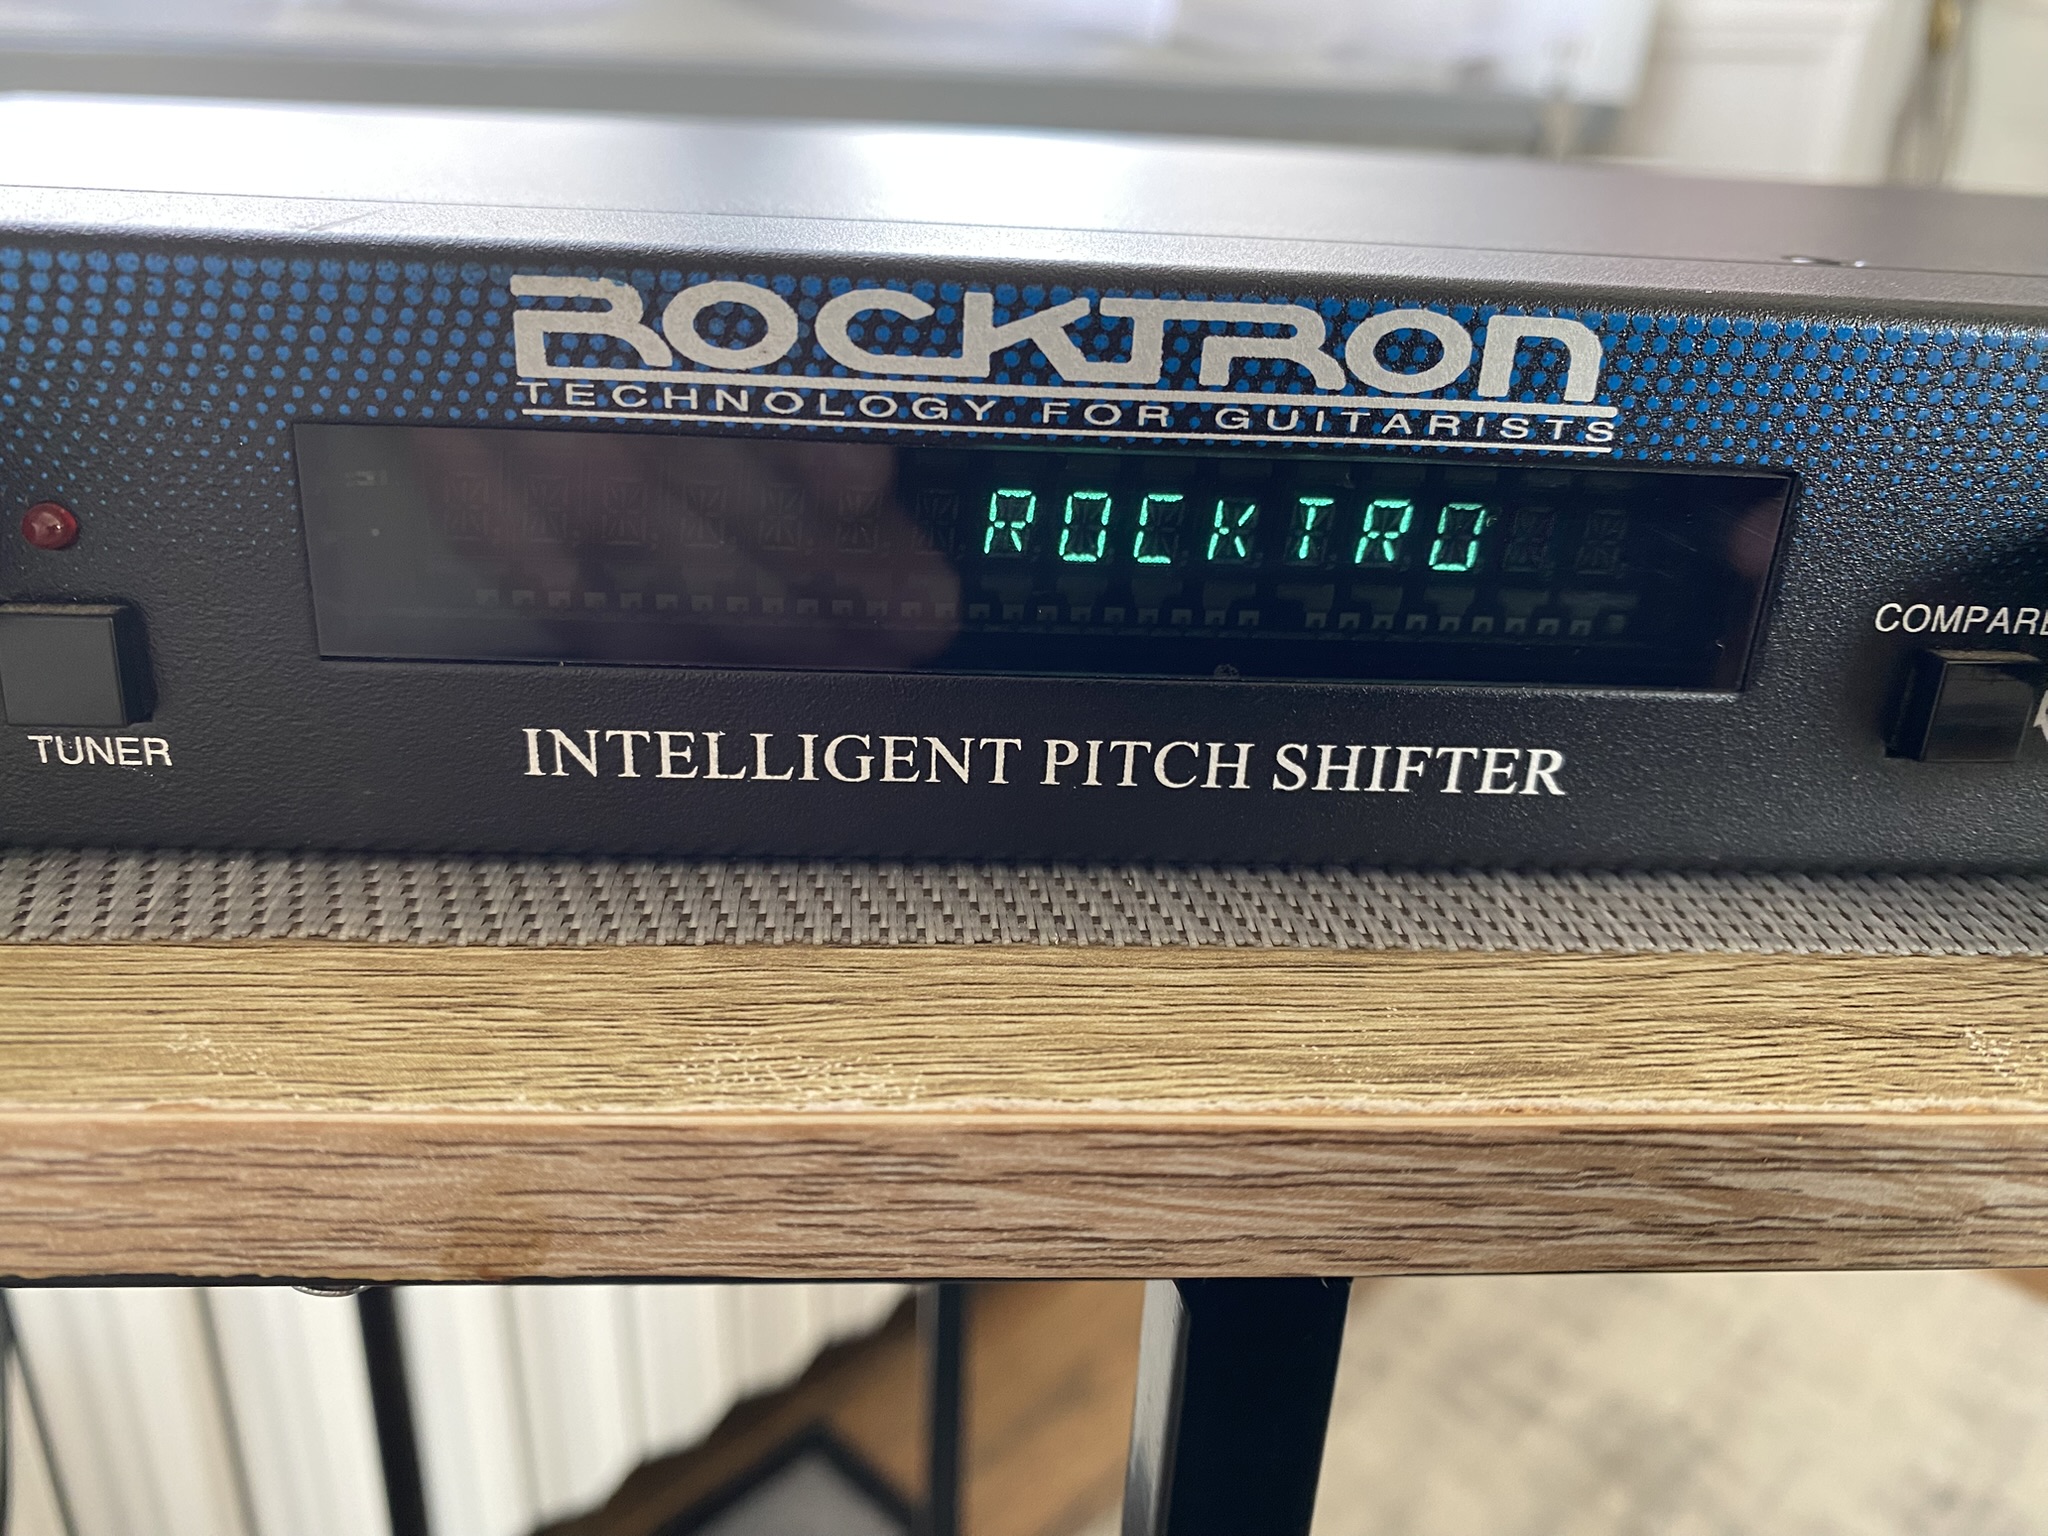 ROCKTRON
TECHNOLOGY FOR GUITARISTS
ROCKTRO
COMPARE
TUNER
INTELLIGENT PITCH SHIFTER